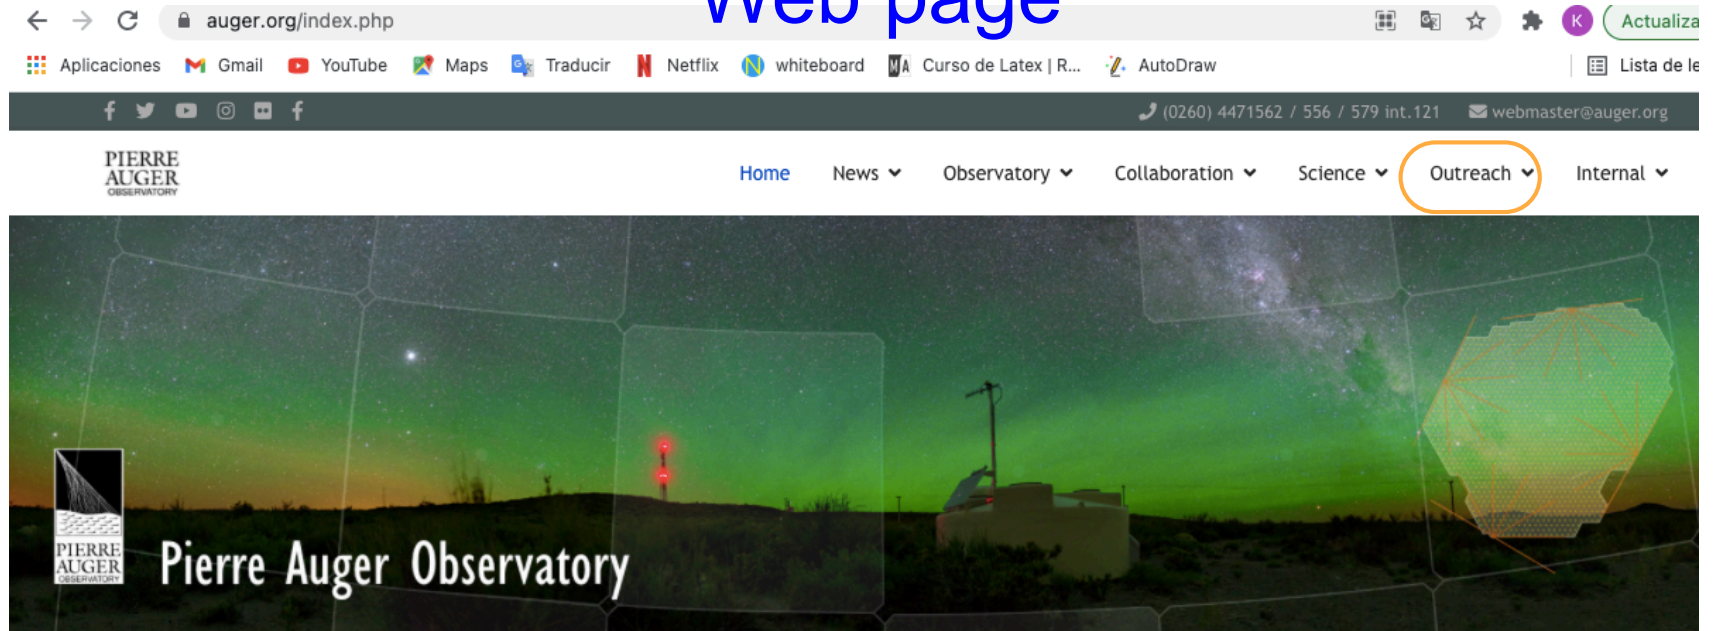 Web page
auger.org/index.php
K
Actualiza
Aplicaciones
Gmail
YouTube
Maps
Traducir
Netflix
whiteboard
Curso de Latex | R...
AutoDraw
Lista de le
(0260) 4471562 / 556 / 579 int.121
webmaster@auger.org
PIERRE
AUGER
OBSERVATORY
Home
News
Observatory
Collaboration
Science
Outreach
Internal
PIERRE
AUGER
OBSERVATORY
Pierre Auger Observatory